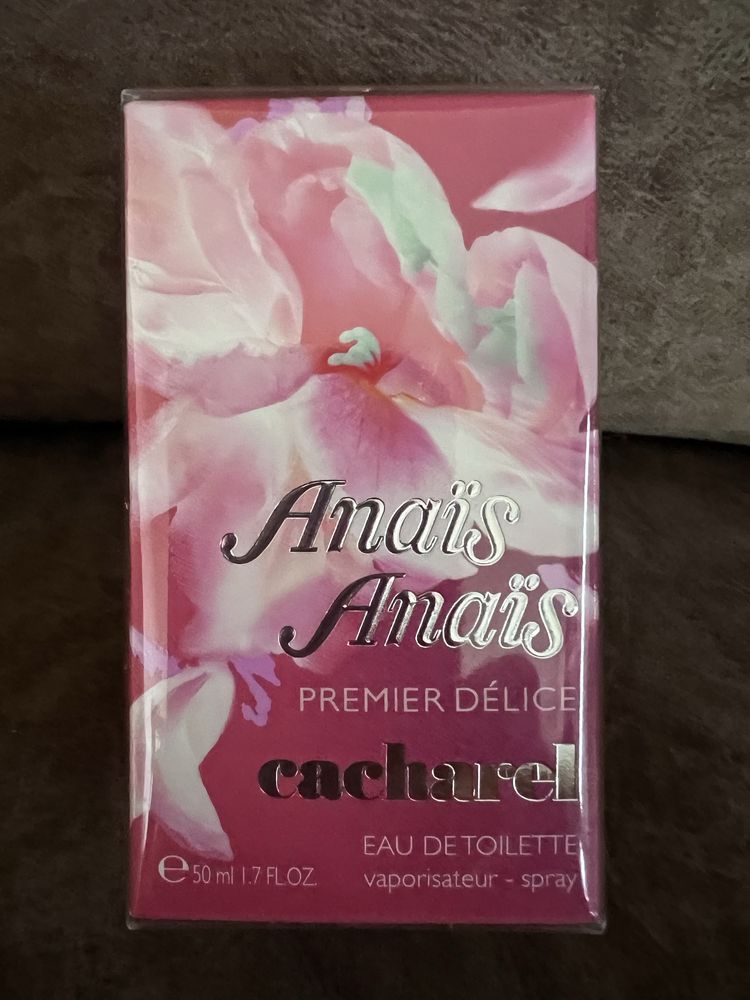 Anaïs
Anaïs
PREMIER DÉLICE
cacharel
EAU DE TOILETTE
℮ 50 ml 1.7 FL.OZ. vaporisateur - spray